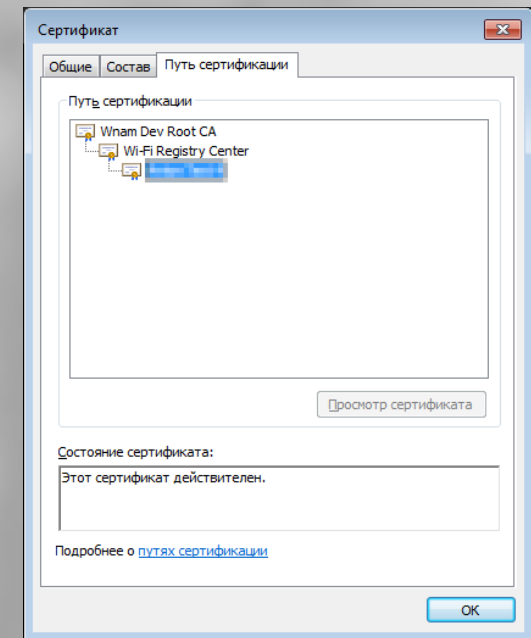 Сертификат
Общие Состав Путь сертификации
Путь сертификации
Wnam Dev Root CA
Wi-Fi Registry Center
Просмотр сертификата
Состояние сертификата:
Этот сертификат действителен.
Подробнее о путях сертификации
OK